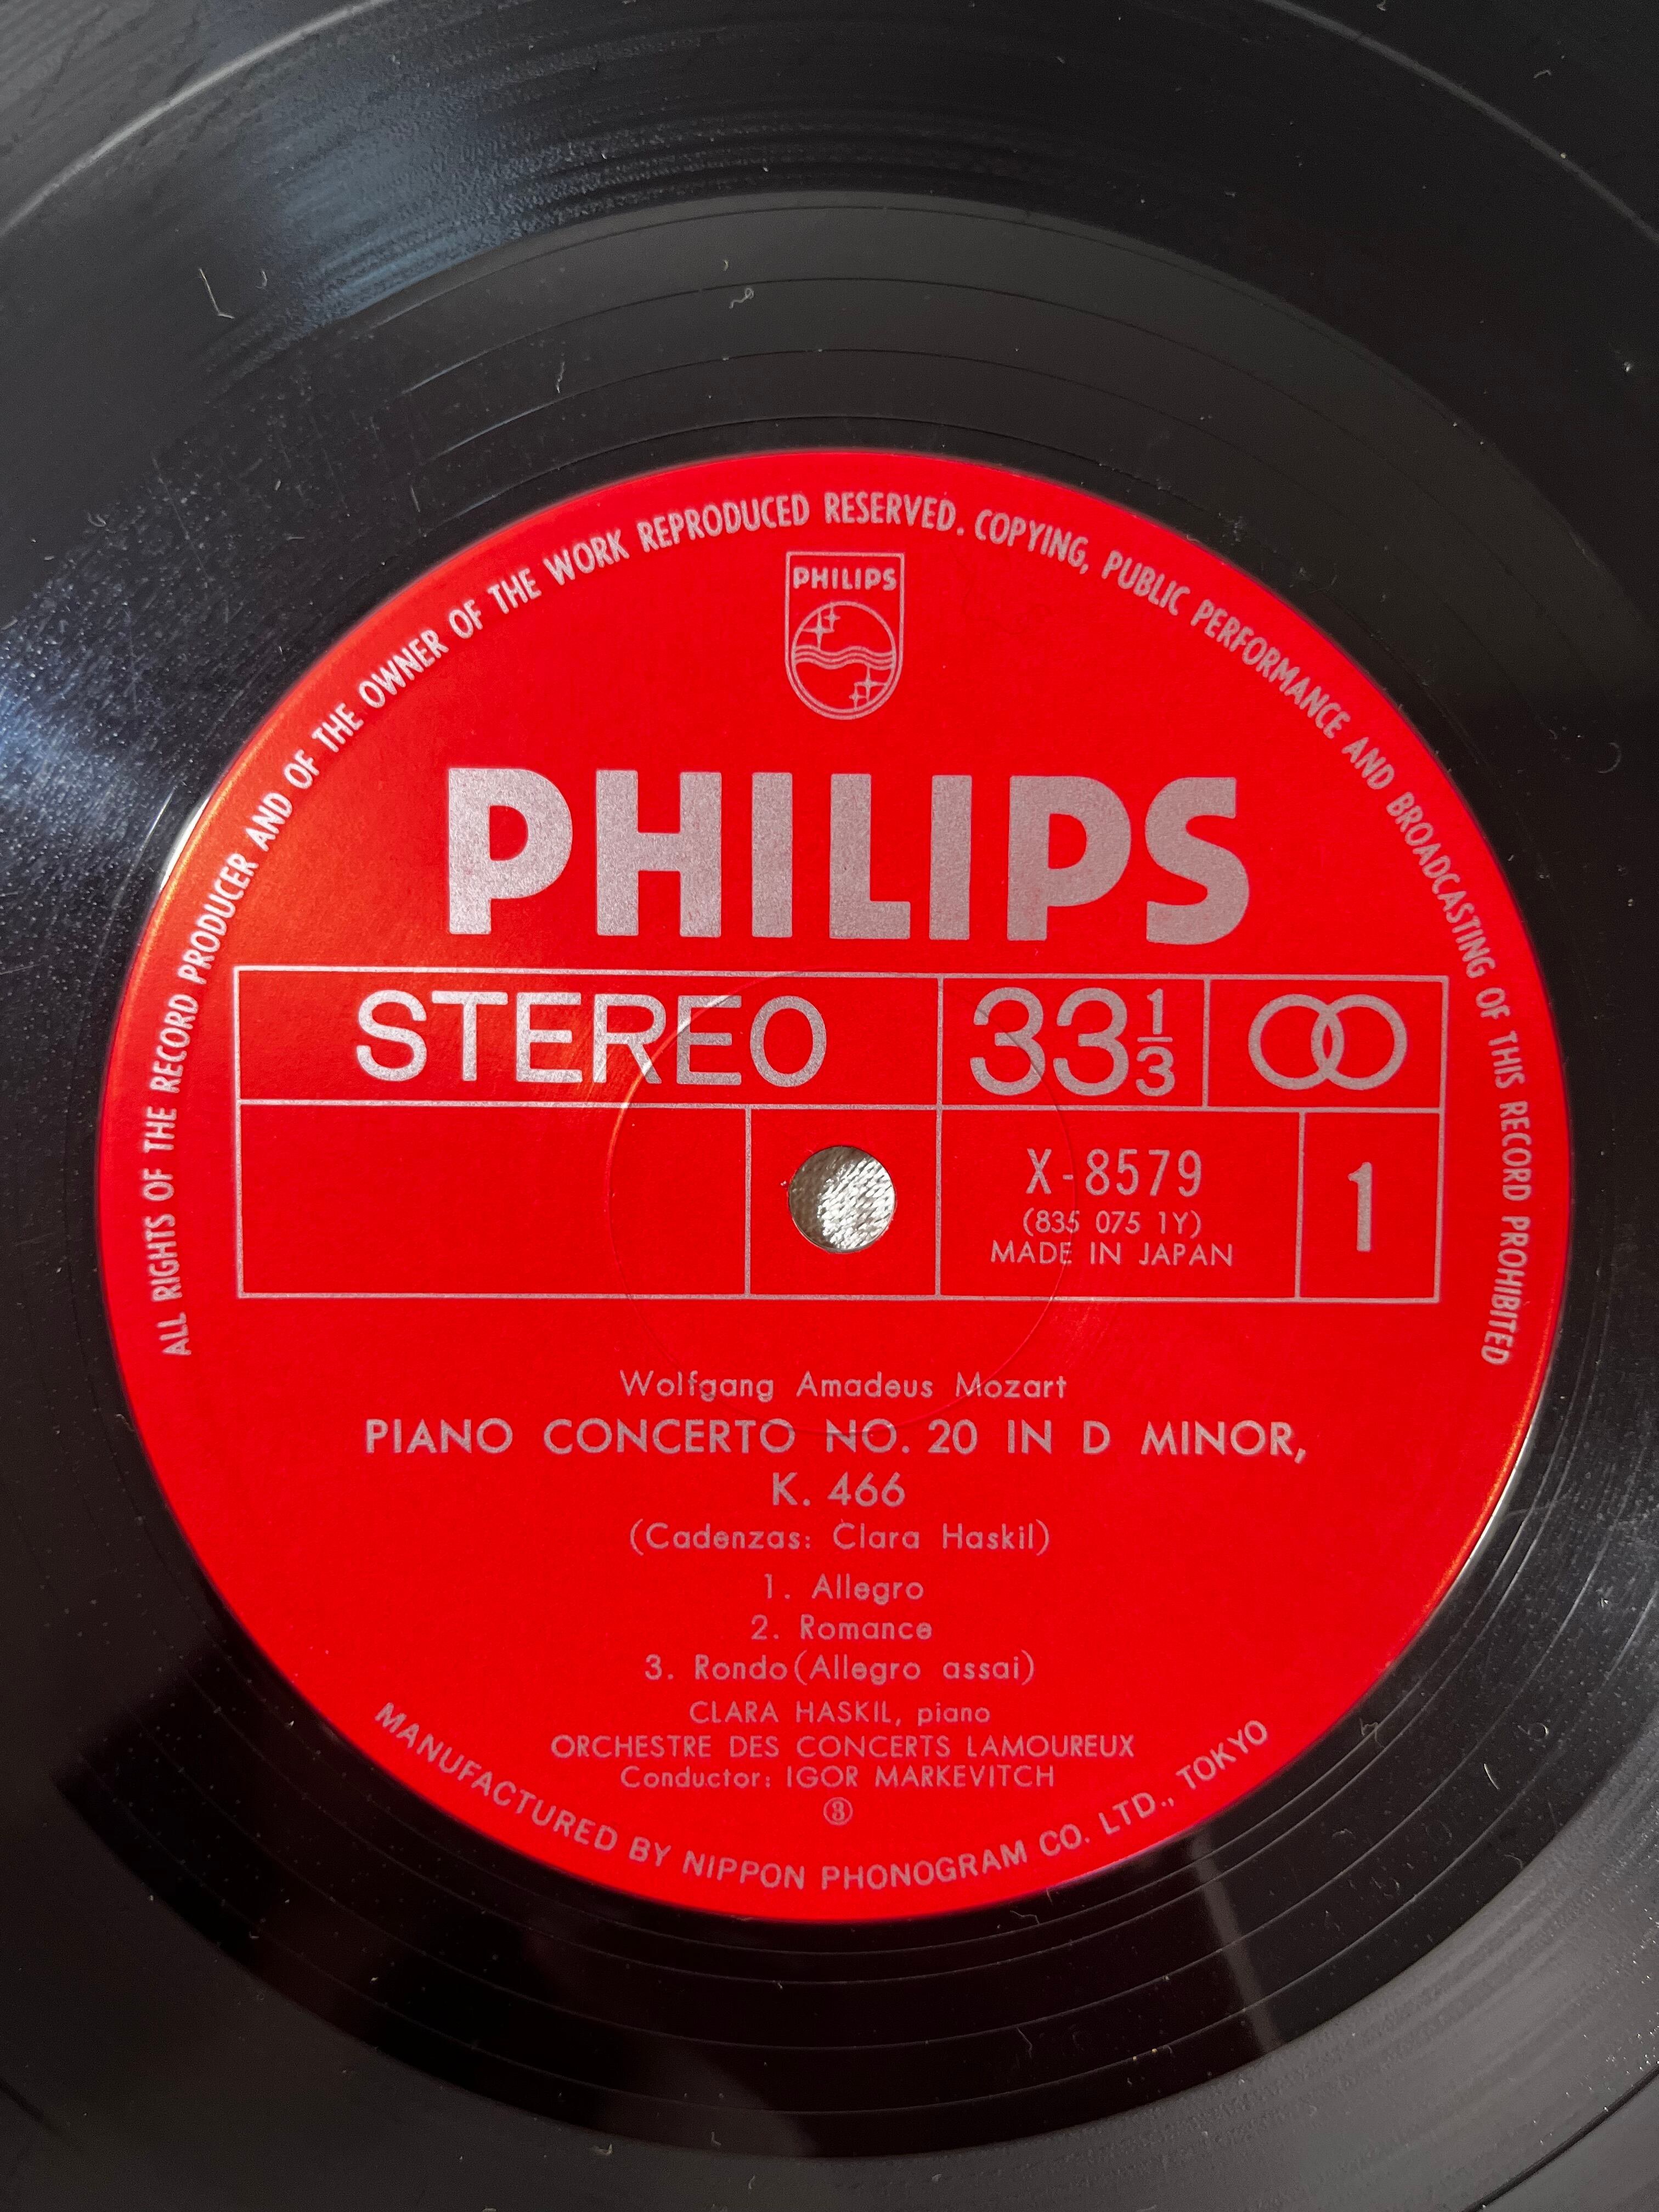 ALL RIGHTS OF THE RECORD PRODUCER AND OF THE OWNER OF THE WORK REPRODUCED RESERVED. COPYING, PUBLIC PERFORMANCE AND BROADCASTING OF THIS RECORD PROHIBITED
PHILIPS
PHILIPS
STEREO 33 1/3
X-8579
(835 075 1Y)
MADE IN JAPAN
1
Wolfgang Amadeus Mozart
PIANO CONCERTO NO. 20 IN D MINOR,
K. 466
(Cadenzas: Clara Haskil)
1. Allegro
2. Romance
3. Rondo (Allegro assai)
CLARA HASKIL, piano
ORCHESTRE DES CONCERTS LAMOUREUX
Conductor: IGOR MARKEVITCH
③
MANUFACTURED BY NIPPON PHONOGRAM CO. LTD., TOKYO